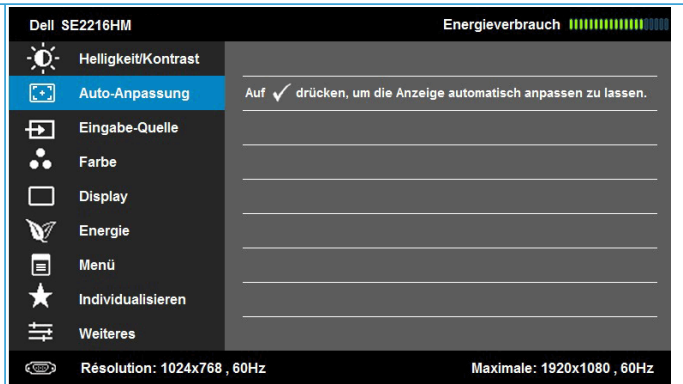 Dell SE2216HM Energieverbrauch
Helligkeit/Kontrast
Auto-Anpassung Auf ✓ drücken, um die Anzeige automatisch anpassen zu lassen.
Eingabe-Quelle
Farbe
Display
Energie
Menü
Individualisieren
Weiteres
Résolution: 1024x768 , 60Hz Maximale: 1920x1080 , 60Hz